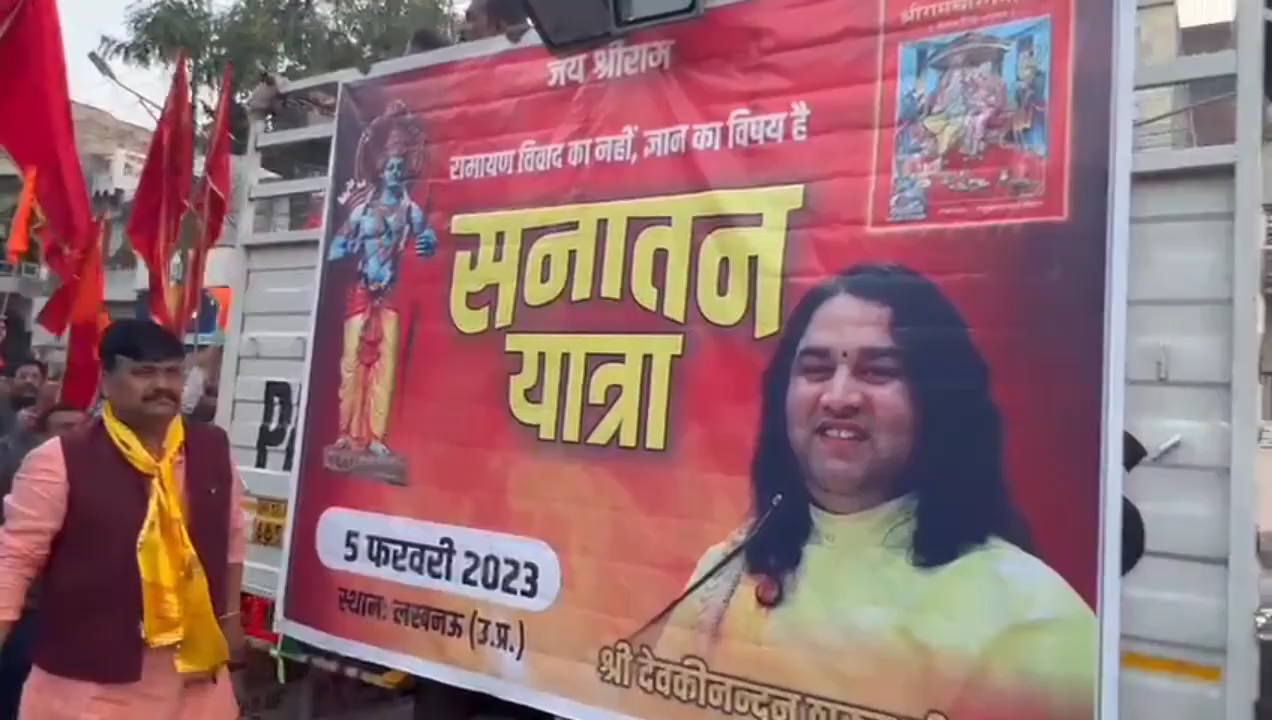 जय श्रीराम
रामायण विवाद का नहीं, ज्ञान का विषय है
सनातन
यात्रा
5 फरवरी 2023
स्थानः लखनऊ (उ.प्र.)
श्री देवकीनन्दन